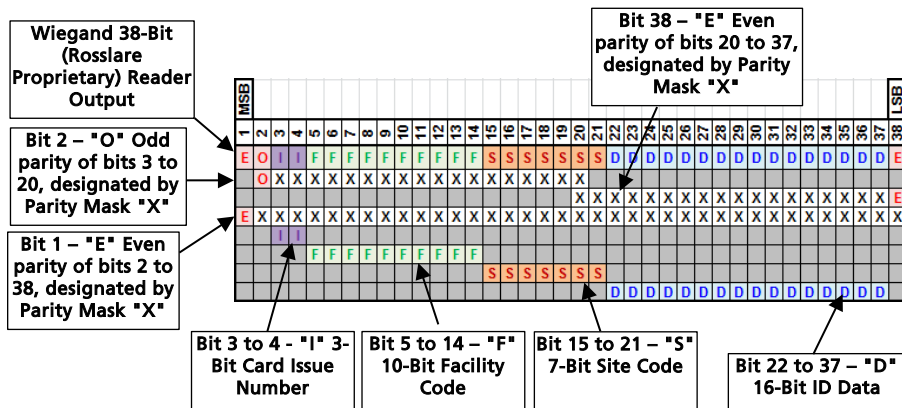 Wiegand 38-Bit
(Rosslare
Proprietary) Reader
Output
Bit 38 – "E" Even
parity of bits 20 to 37,
designated by Parity
Mask "X"
MSB LSB
1 2 3 4 5 6 7 8 9 10 11 12 13 14 15 16 17 18 19 20 21 22 23 24 25 26 27 28 29 30 31 32 33 34 35 36 37 38
E O I I F F F F F F F F F F S S S S S S S D D D D D D D D D D D D D D D D E
Bit 2 – "O" Odd
parity of bits 3 to
20, designated by
Parity Mask "X"
O X X X X X X X X X X X X X X X X X X
X X X X X X X X X X X X X X X X X X E
Bit 1 – "E" Even
parity of bits 2 to
38, designated by
Parity Mask "X"
E X X X X X X X X X X X X X X X X X X X X X X X X X X X X X X X X X X X X X
I I
F F F F F F F F F F
S S S S S S S
D D D D D D D D D D D D D D D D
Bit 3 to 4 - "I" 3-
Bit Card Issue
Number
Bit 5 to 14 – "F"
10-Bit Facility
Code
Bit 15 to 21 – "S"
7-Bit Site Code
Bit 22 to 37 – "D"
16-Bit ID Data